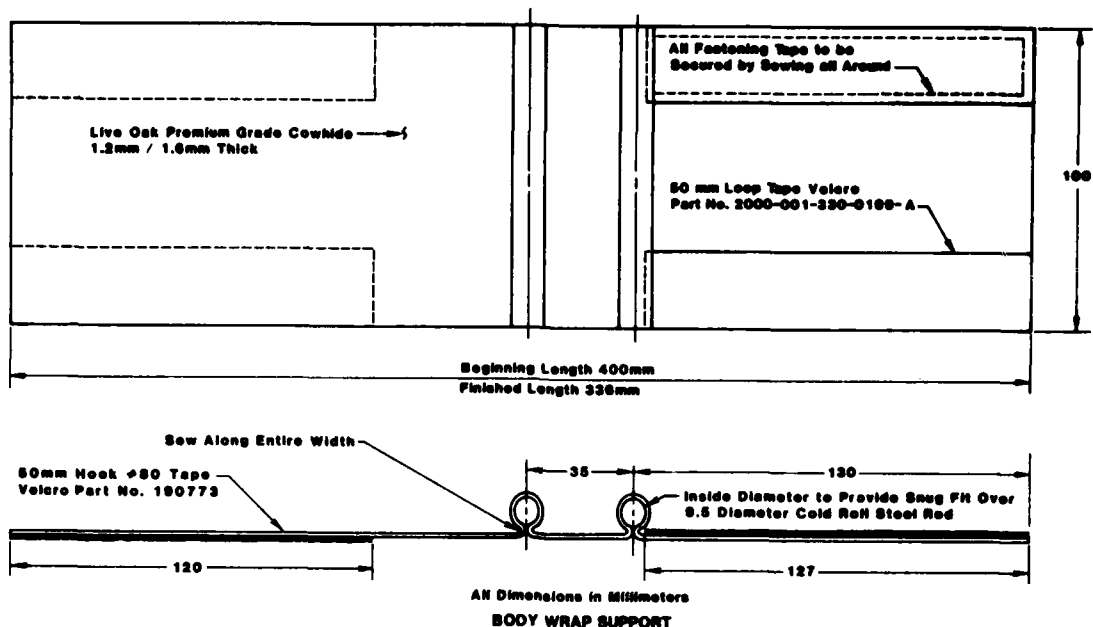 All Fastening Tape to be
Secured by Sewing all Around
Live Oak Premium Grade Cowhide
1.2mm / 1.6mm Thick
50 mm Loop Tape Velcro
Part No. 2000-001-330-0199-A
100
Beginning Length 400mm
Finished Length 336mm
Sew Along Entire Width
50mm Hook #80 Tape
Velcro Part No. 190773
35
130
Inside Diameter to Provide Snug Fit Over
9.5 Diameter Cold Roll Steel Rod
120
127
All Dimensions in Millimeters
BODY WRAP SUPPORT